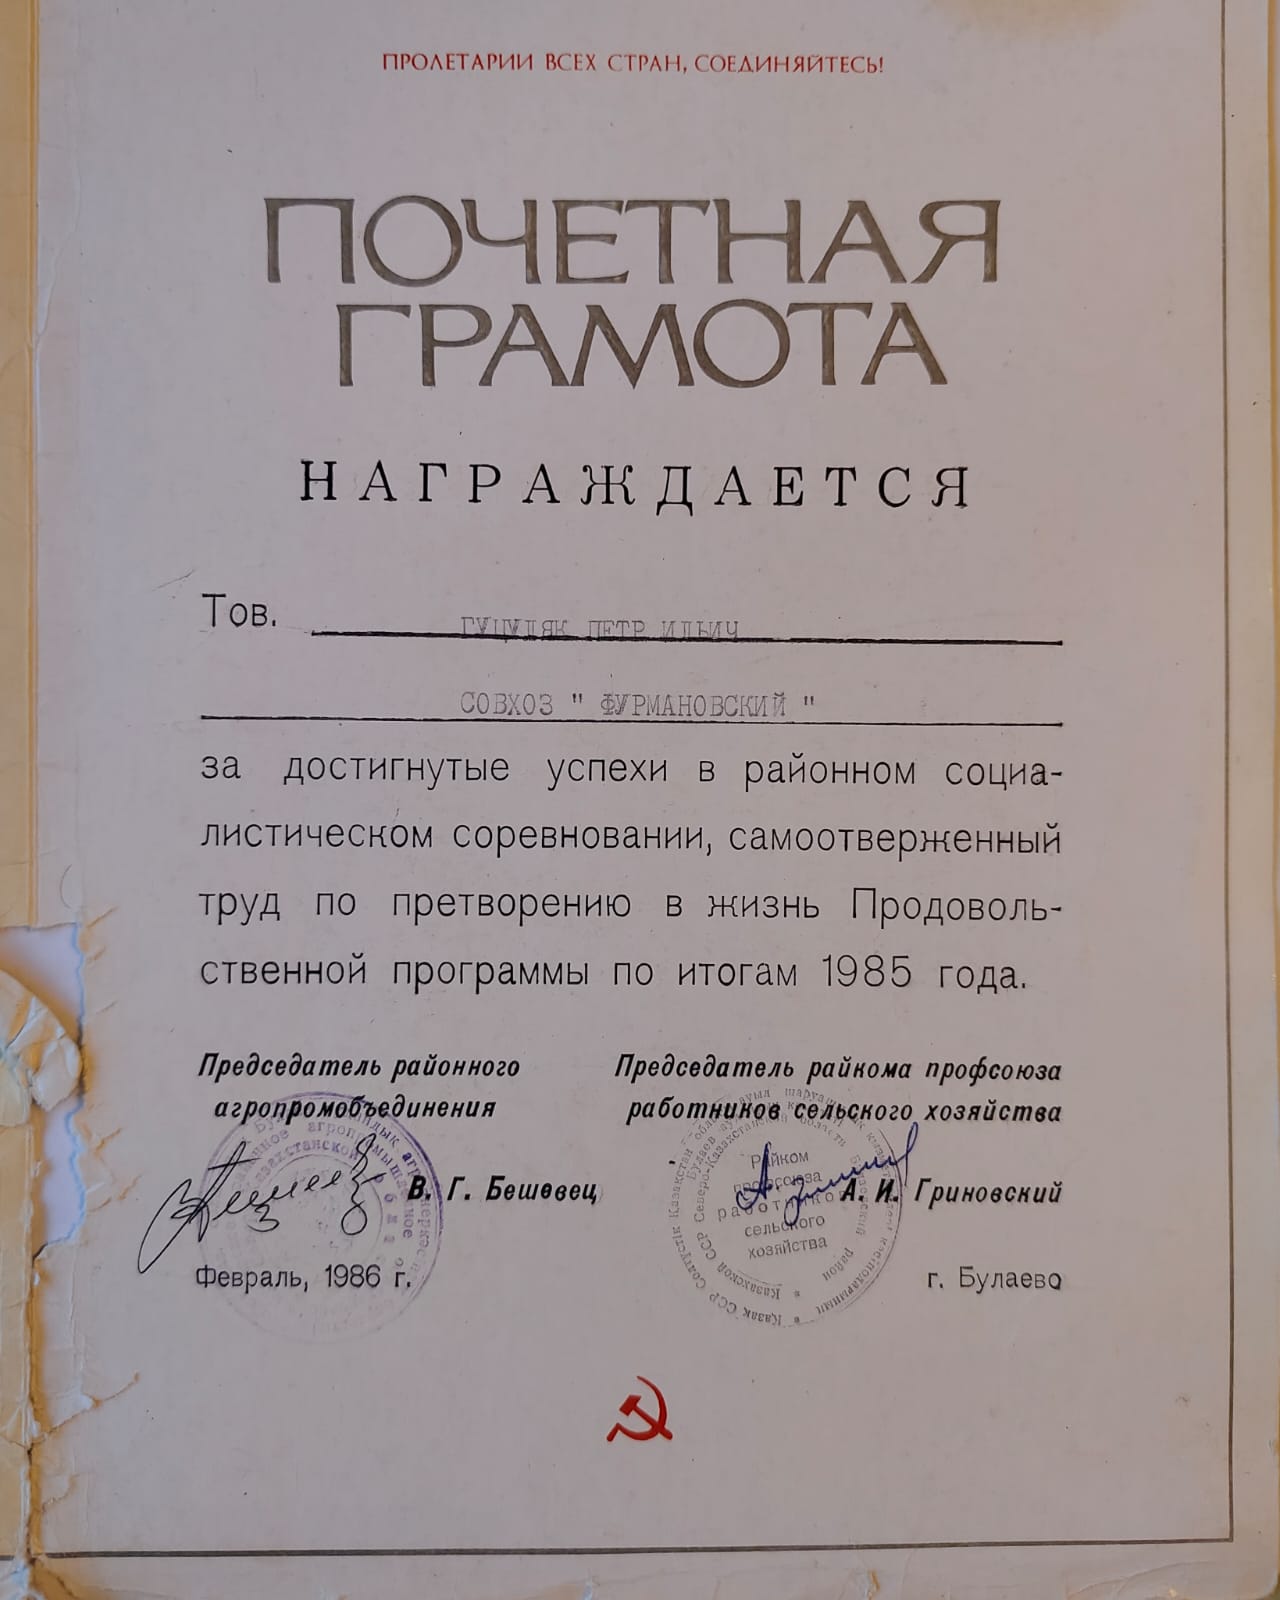 ПРОЛЕТАРИИ ВСЕХ СТРАН, СОЕДИНЯЙТЕСЬ!
ПОЧЕТНАЯ
ГРАМОТА
НАГРАЖДАЕТСЯ
Тов. ГУЦУЛЯК ПЕТР ИЛЬИЧ
СОВХОЗ " ФУРМАНОВСКИЙ "
за достигнутые успехи в районном социа-
листическом соревновании, самоотверженный
труд по претворению в жизнь Продоволь-
ственной программы по итогам 1985 года.
Председатель районного
агропромобъединения
В. Г. Бешевец
Февраль, 1986 г.
Председатель райкома профсоюза
работников сельского хозяйства
А. И. Гриновский
г. Булаево
Райком
профсоюза
сельского
хозяйства